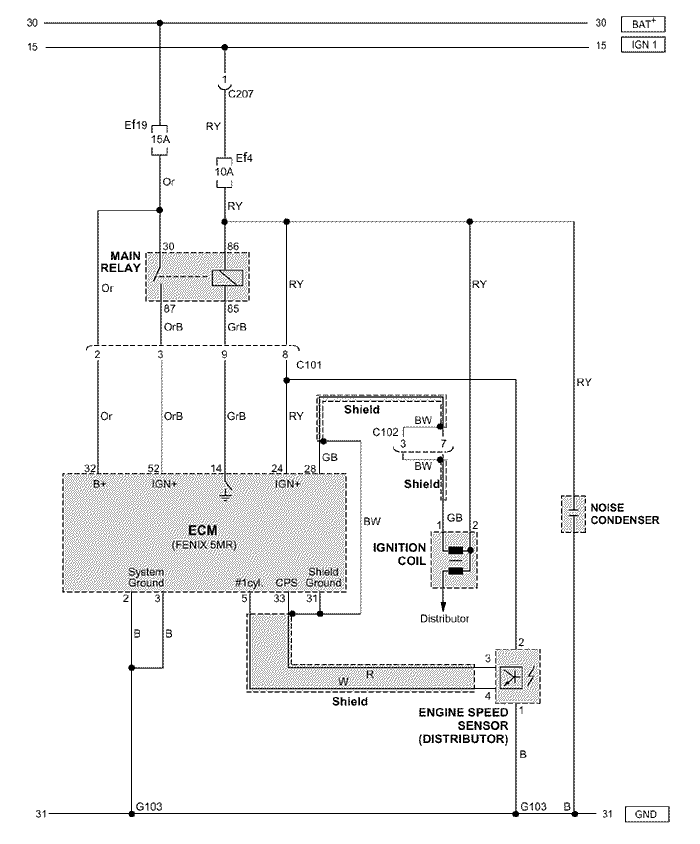 30 30 BAT+
15 15 IGN 1
1
C207
Ef19
15A
RY
Ef4
10A
Or
RY
30 86
MAIN
RELAY
Or RY RY
87 85
OrB GrB
2 3 9 8
C101
RY
Shield
BW
C102
3 7
Or OrB GrB RY
BW
GB
Shield
32 52 14 24 28
B+ IGN+ IGN+
NOISE
CONDENSER
GB
1 2
BW
ECM
(FENIX 5MR)
IGNITION
COIL
System
Ground
#1cyl. CPS Shield
Ground
2 3 5 33 31
Distributor
B B
2
3
R
W
4
Shield
1
ENGINE SPEED
SENSOR
(DISTRIBUTOR)
B
G103 G103 B
31 31 GND